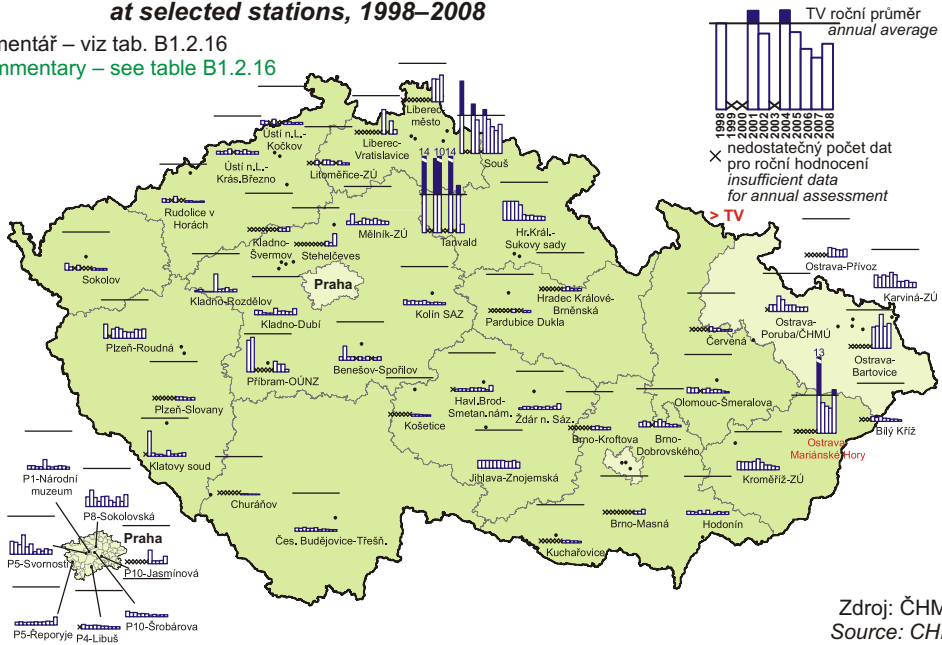 at selected stations, 1998–2008
mentář – viz tab. B1.2.16
mmentary – see table B1.2.16
TV roční průměr
annual average
1998
1999
2000
2001
2002
2003
2004
2005
2006
2007
2008
× nedostatečný počet dat
pro roční hodnocení
insufficient data
for annual assessment
> TV
Liberec-
město
Liberec-
Vratislavice
Souš
14 1014
Tanvald
Ústí n.L.-
Kočkov
Ústí n.L.-
Krás.Březno
Litoměřice-ZÚ
Rudolice v
Horách
Mělník-ZÚ
Kladno-
Švermov
Stehelčeves
Hr.Král.-
Sukovy sady
Sokolov
Praha
Kladno-Rozdělov
Kladno-Dubí
Kolín SAZ
Hradec Králové-
Brněnská
Pardubice Dukla
Ostrava-Přívoz
Karviná-ZÚ
Ostrava-
Poruba/ČHMÚ
Ostrava-
Bartovice
Červená
Plzeň-Roudná
Příbram-OÚNZ
Benešov-Spořilov
13
Havl.Brod-
Smetan.nám.
Žďár n. Sáz.
Olomouc-Šmeralova
Plzeň-Slovany
Košetice
Brno-Kroftova
Brno-
Dobrovského
Ostrava
Mariánské Hory
Bílý Kříž
Klatovy soud
Jihlava-Znojemská
Kroměříž-ZÚ
Churáňov
Čes. Budějovice-Třešň.
Brno-Masná
Hodonín
Kuchařovice
P1-Národní
muzeum
P8-Sokolovská
Praha
P5-Svornosti
P10-Jasmínová
P5-Řeporyje
P4-Libuš
P10-Šrobárova
Zdroj: ČHM
Source: CH